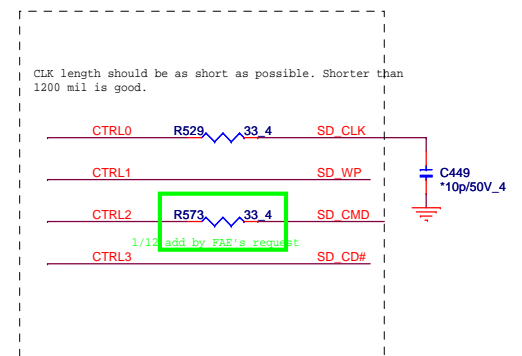 CLK length should be as short as possible. Shorter than
1200 mil is good.
CTRL0 R529 33_4 SD_CLK
CTRL1 SD_WP
C449
*10p/50V_4
CTRL2 R573 33_4 SD_CMD
1/12 add by FAE's request
CTRL3 SD_CD#